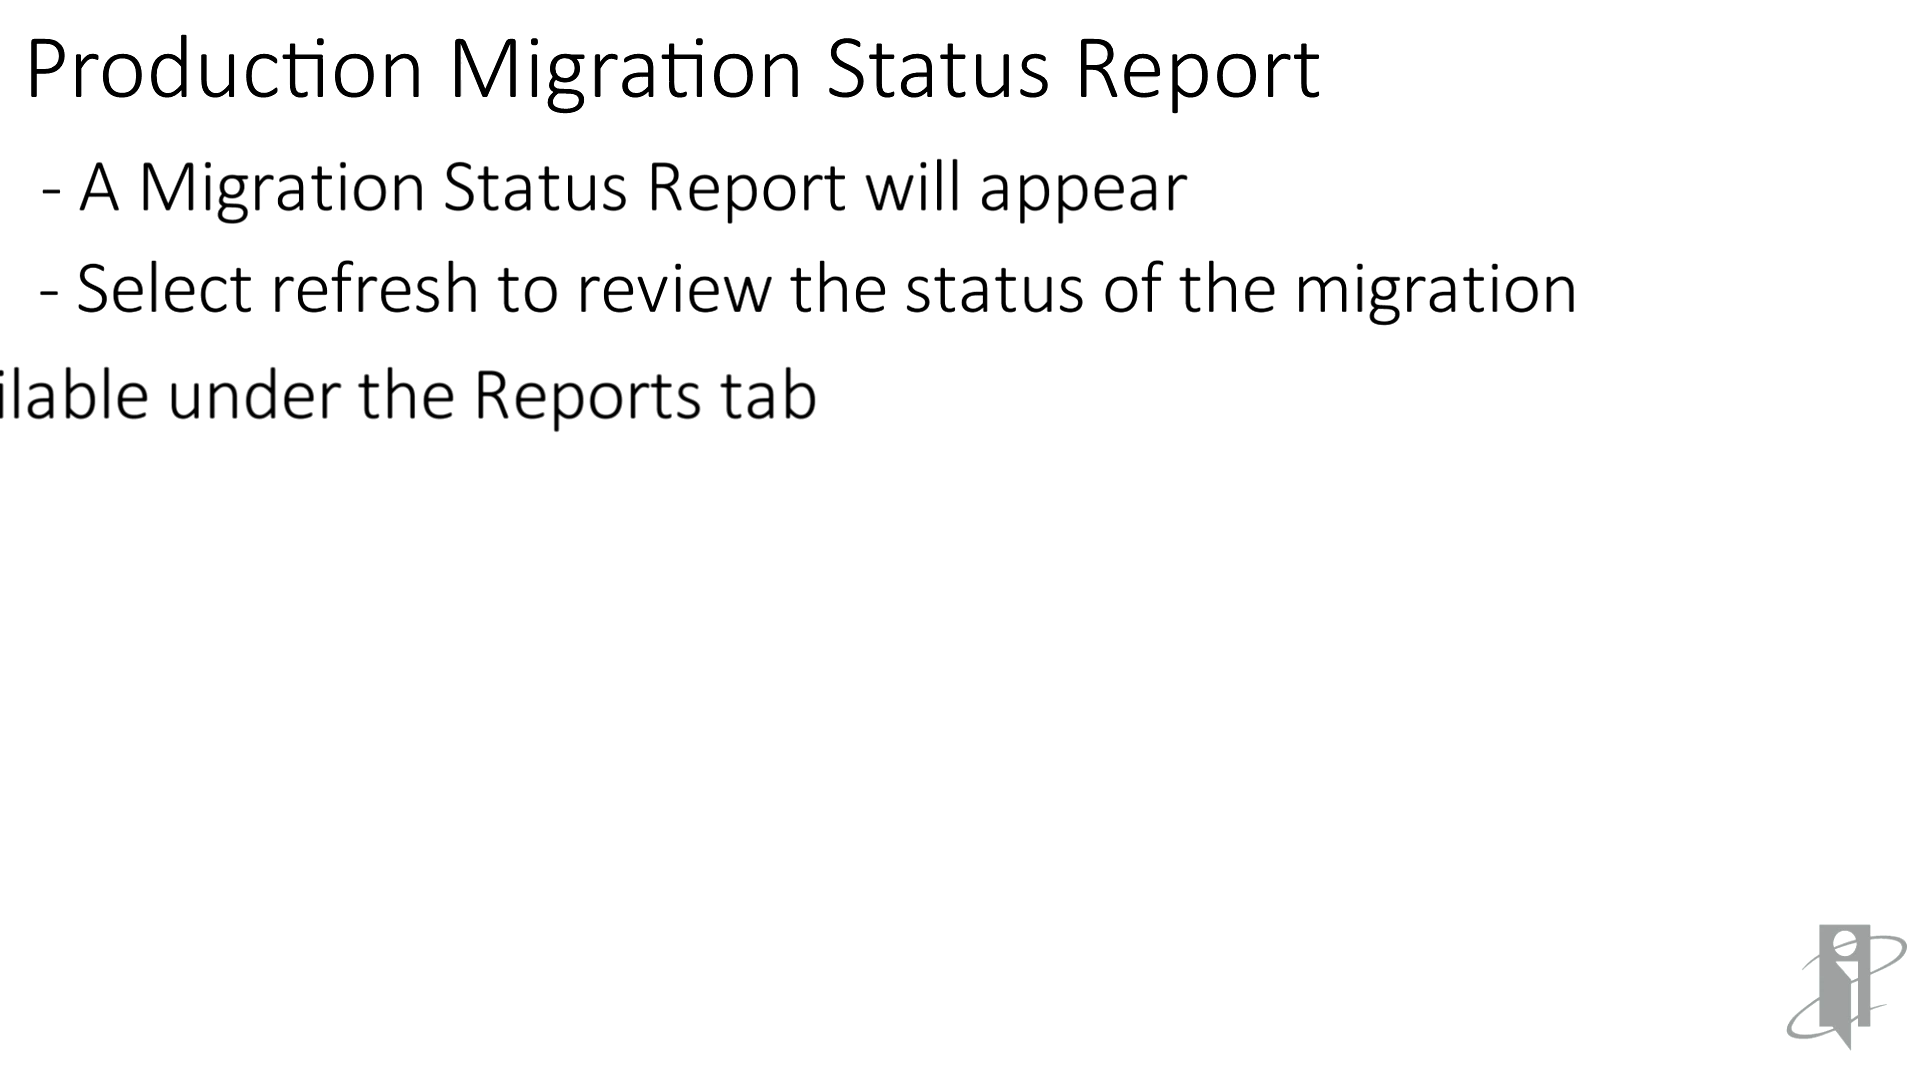 Production Migration Status Report
- A Migration Status Report will appear
- Select refresh to review the status of the migration
under the Reports tab